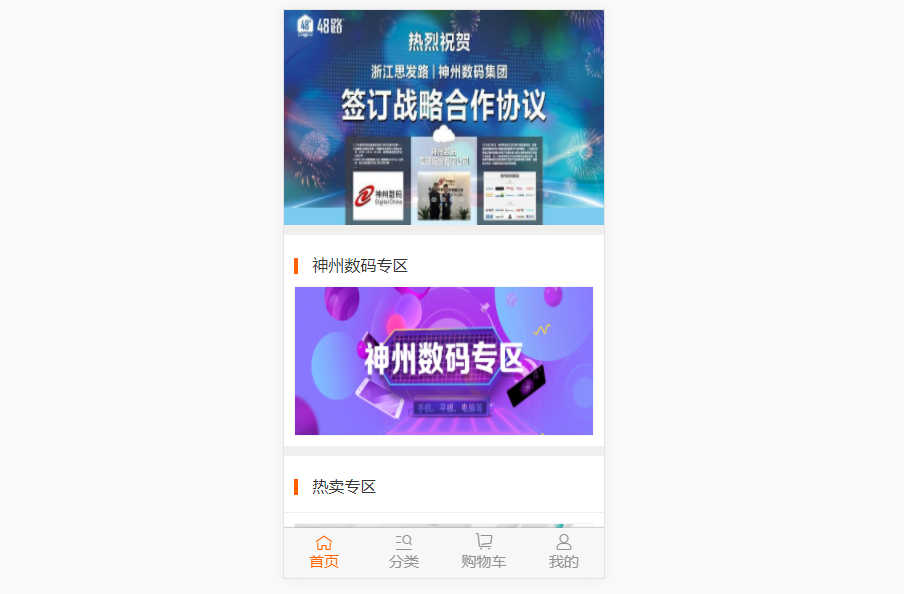 48路
热烈祝贺
浙江思发路 | 神州数码集团
签订战略合作协议
神州数码
Digital China
神州数码专区
神州数码专区
手机、平板、电脑等
热卖专区
首页
分类
购物车
我的